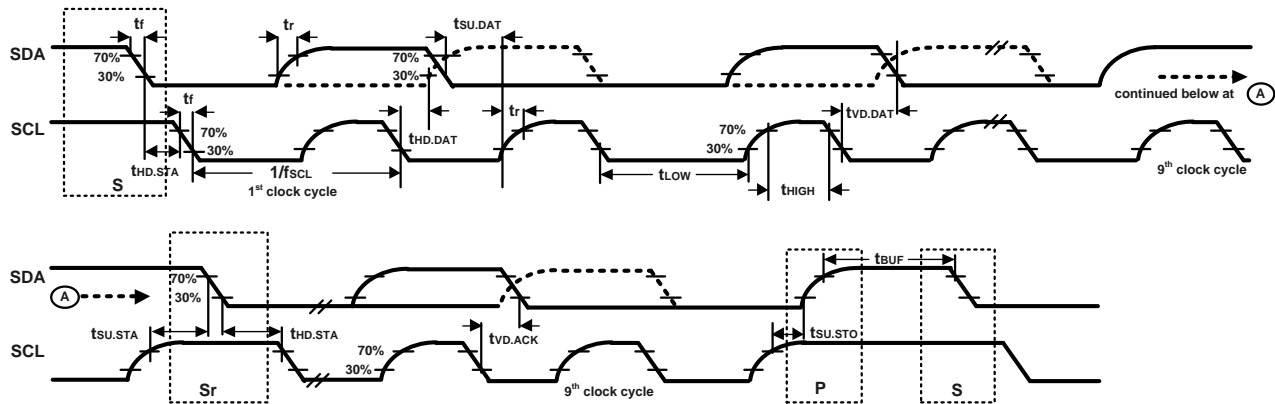 tf
tr
tSU.DAT
SDA
70%
30%
70%
30%
tf
continued below at A
SCL
70%
30%
tHD.DAT
tr
70%
30%
tVD.DAT
tHD.STA
1/fSCL
1st clock cycle
tLOW
tHIGH
9th clock cycle
S
SDA
70%
30%
tBUF
A
tSU.STA
tHD.STA
tVD.ACK
tSU.STO
SCL
70%
30%
9th clock cycle
Sr
P
S